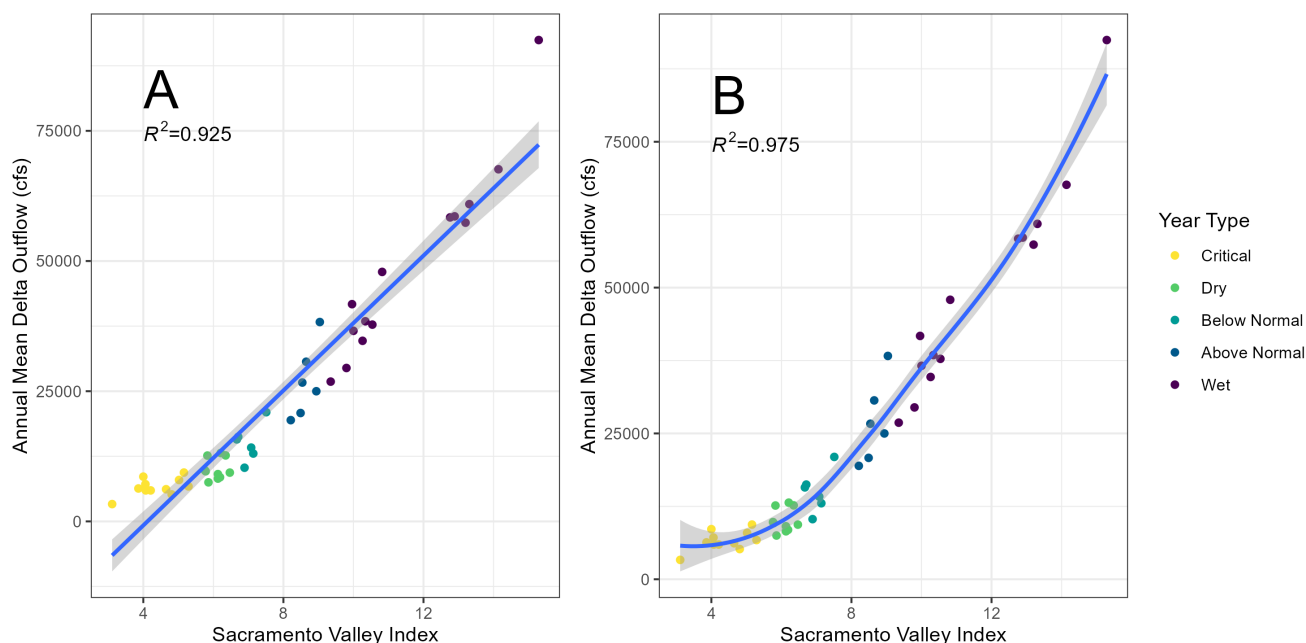 A
R²=0.925
75000
50000
25000
0
4
8
12
Annual Mean Delta Outflow (cfs)
Sacramento Valley Index
B
R²=0.975
75000
50000
25000
0
4
8
12
Annual Mean Delta Outflow (cfs)
Sacramento Valley Index
Year Type
Critical
Dry
Below Normal
Above Normal
Wet